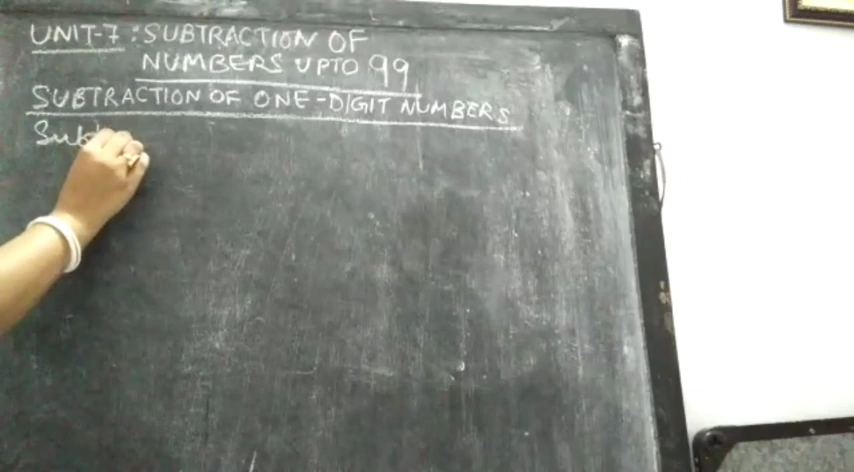 UNIT-7 : SUBTRACTION OF
NUMBERS UPTO 99
SUBTRACTION OF ONE-DIGIT NUMBERS